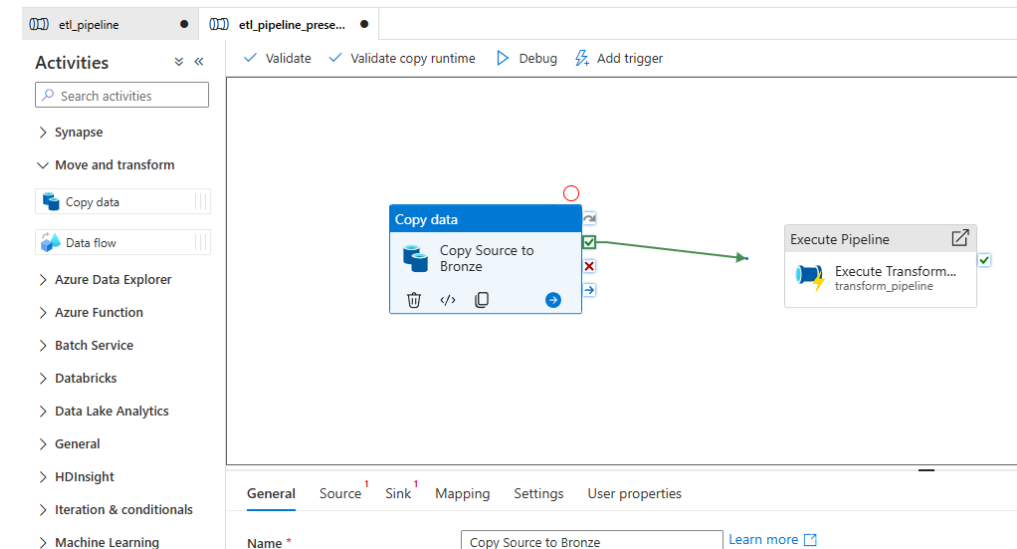 etl_pipeline
etl_pipeline_prese...
Activities
Search activities
Synapse
Move and transform
Copy data
Data flow
Azure Data Explorer
Azure Function
Batch Service
Databricks
Data Lake Analytics
General
HDInsight
Iteration & conditionals
Machine Learning
Validate
Validate copy runtime
Debug
Add trigger
Copy data
Copy Source to
Bronze
Execute Pipeline
Execute Transform...
transform_pipeline
General
Source 1
Sink 1
Mapping
Settings
User properties
Name *
Copy Source to Bronze
Learn more